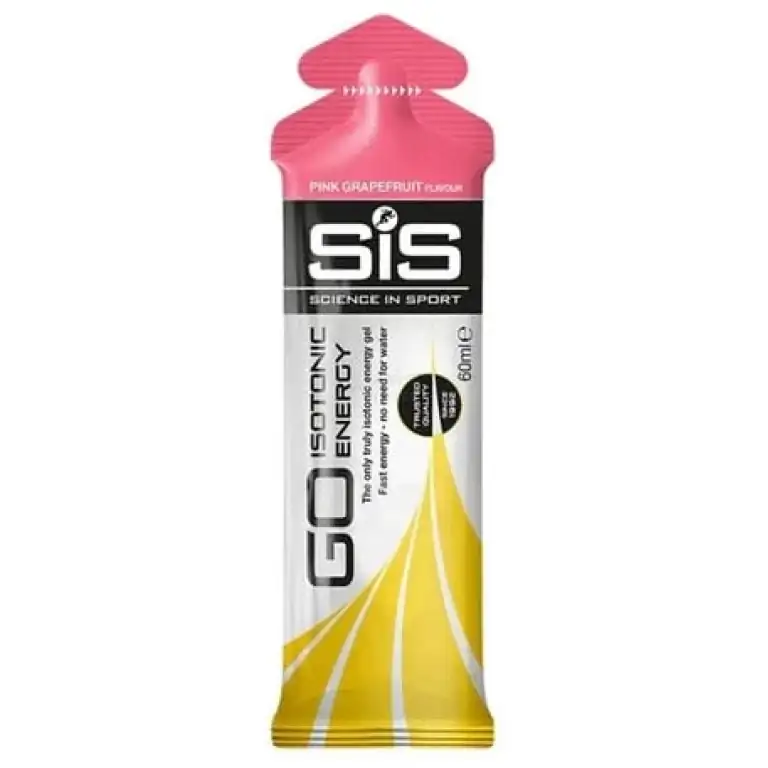 PINK GRAPEFRUIT FLAVOUR
SiS
SCIENCE IN SPORT
GO
ISOTONIC
ENERGY
The only truly isotonic energy gel
Fast energy - no need for water
TRUSTED
QUALITY
SINCE
1992
60ml℮